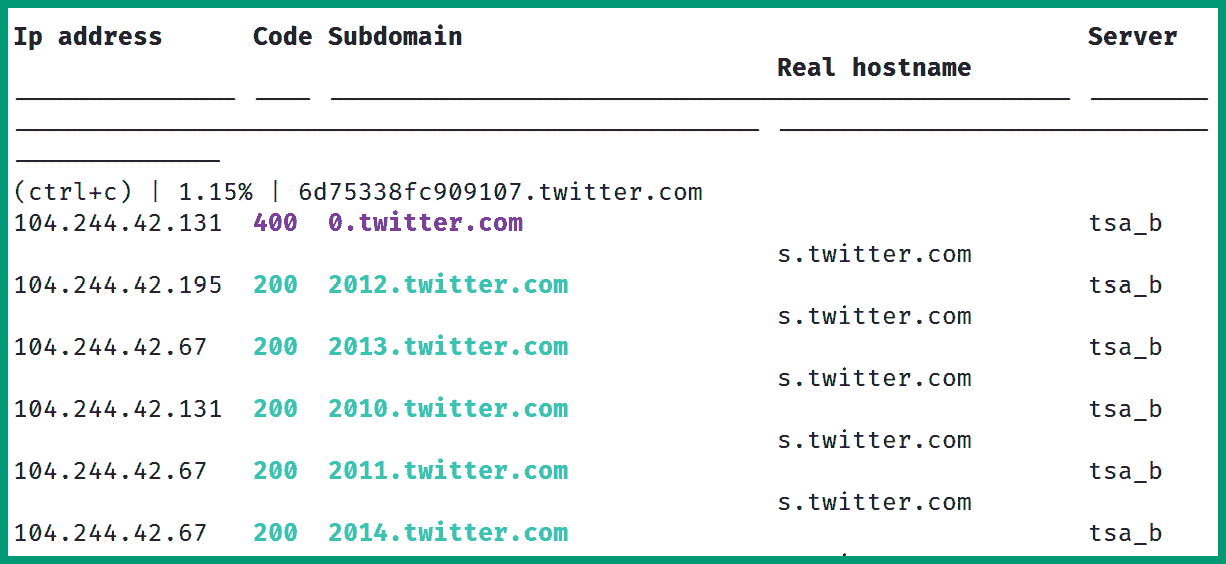 Ip address Code Subdomain Server
Real hostname
(ctrl+c) | 1.15% | 6d75338fc909107.twitter.com
104.244.42.131 400 0.twitter.com tsa_b
s.twitter.com
104.244.42.195 200 2012.twitter.com tsa_b
s.twitter.com
104.244.42.67 200 2013.twitter.com tsa_b
s.twitter.com
104.244.42.131 200 2010.twitter.com tsa_b
s.twitter.com
104.244.42.67 200 2011.twitter.com tsa_b
s.twitter.com
104.244.42.67 200 2014.twitter.com tsa_b